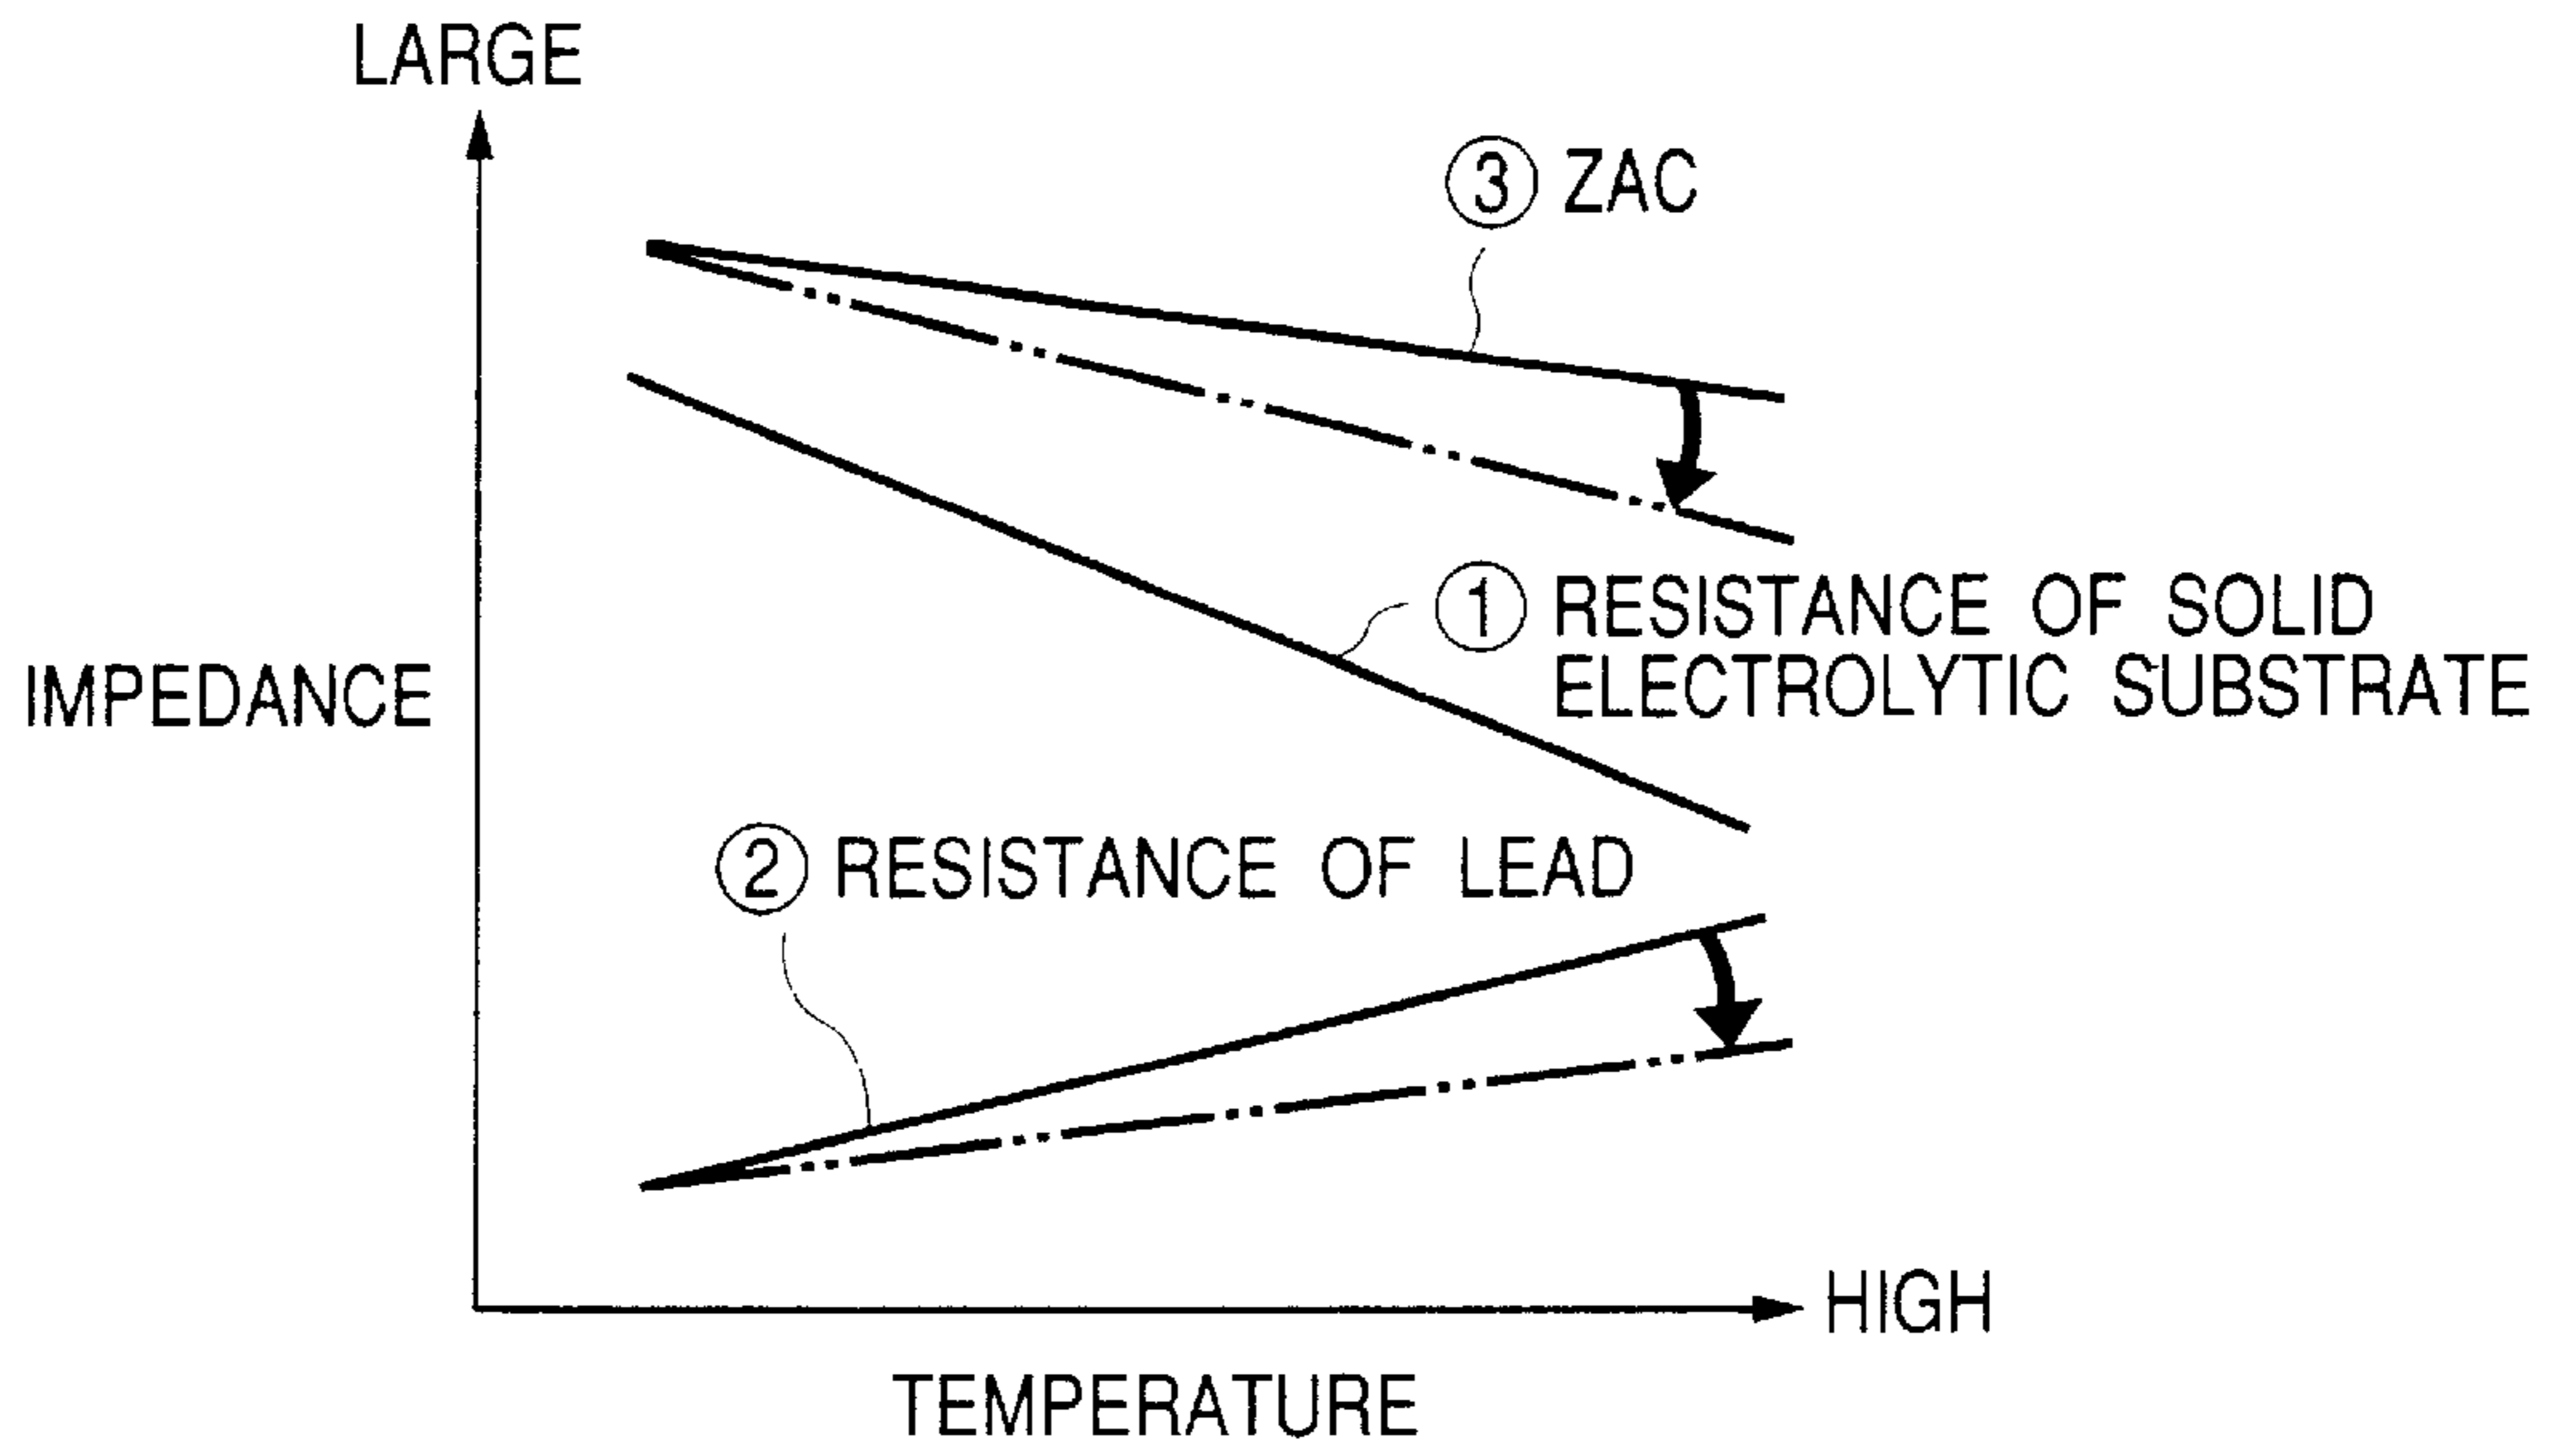 LARGE
③ ZAC
① RESISTANCE OF SOLID
ELECTROLYTIC SUBSTRATE
IMPEDANCE
② RESISTANCE OF LEAD
HIGH
TEMPERATURE